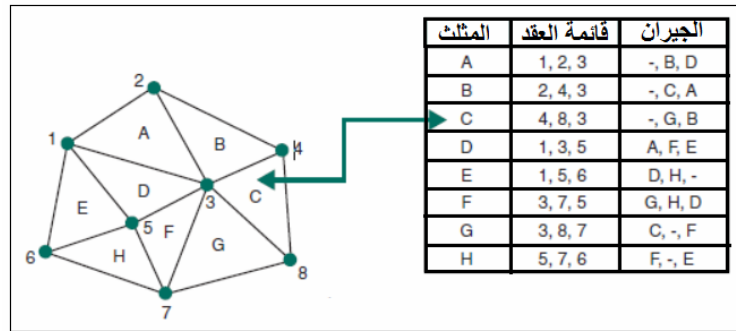 المثلث قائمة العقد الجيران
A 1, 2, 3 -, B, D
B 2, 4, 3 -, C, A
C 4, 8, 3 -, G, B
D 1, 3, 5 A, F, E
E 1, 5, 6 D, H, -
F 3, 7, 5 G, H, D
G 3, 8, 7 C, -, F
H 5, 7, 6 F, -, E
2
1
A
B
4
C
D
3
E
5
F
G
6
H
8
7